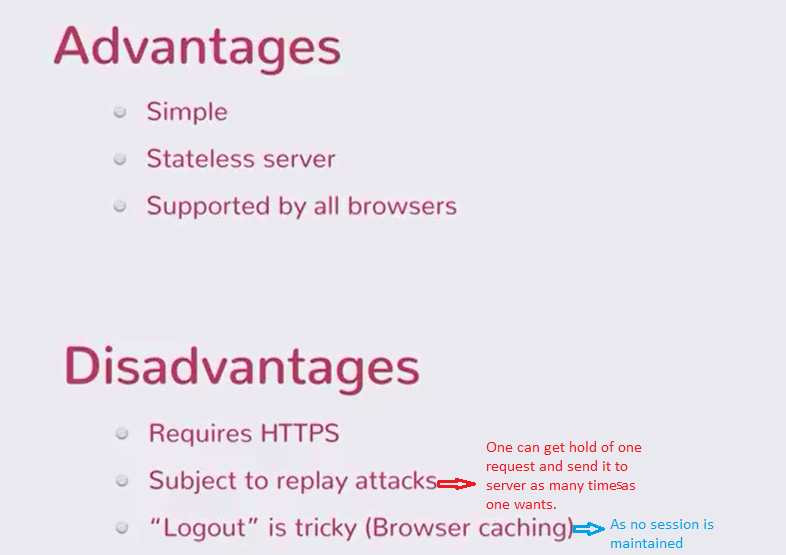 Advantages
Simple
Stateless server
Supported by all browsers
Disadvantages
Requires HTTPS
Subject to replay attacks
One can get hold of one
request and send it to
server as many times as
one wants.
“Logout” is tricky (Browser caching)
As no session is
maintained